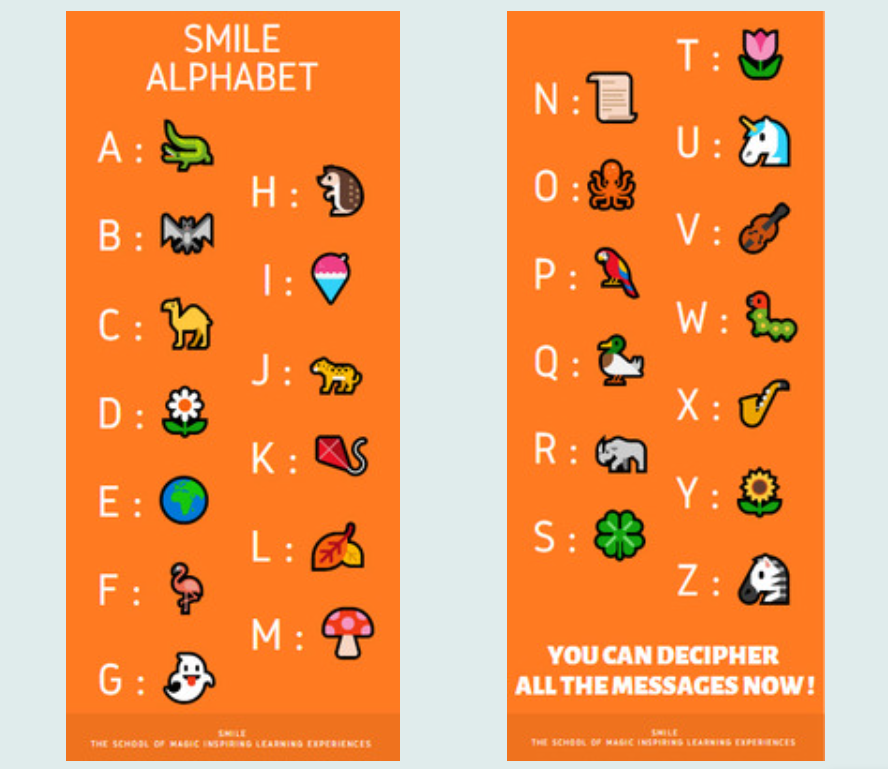 SMILE
ALPHABET
A :
B :
C :
D :
E :
F :
G :
H :
I :
J :
K :
L :
M :
SMILE
THE SCHOOL OF MAGIC INSPIRING LEARNING EXPERIENCES
N :
O :
P :
Q :
R :
S :
T :
U :
V :
W :
X :
Y :
Z :
YOU CAN DECIPHER
ALL THE MESSAGES NOW !
SMILE
THE SCHOOL OF MAGIC INSPIRING LEARNING EXPERIENCES